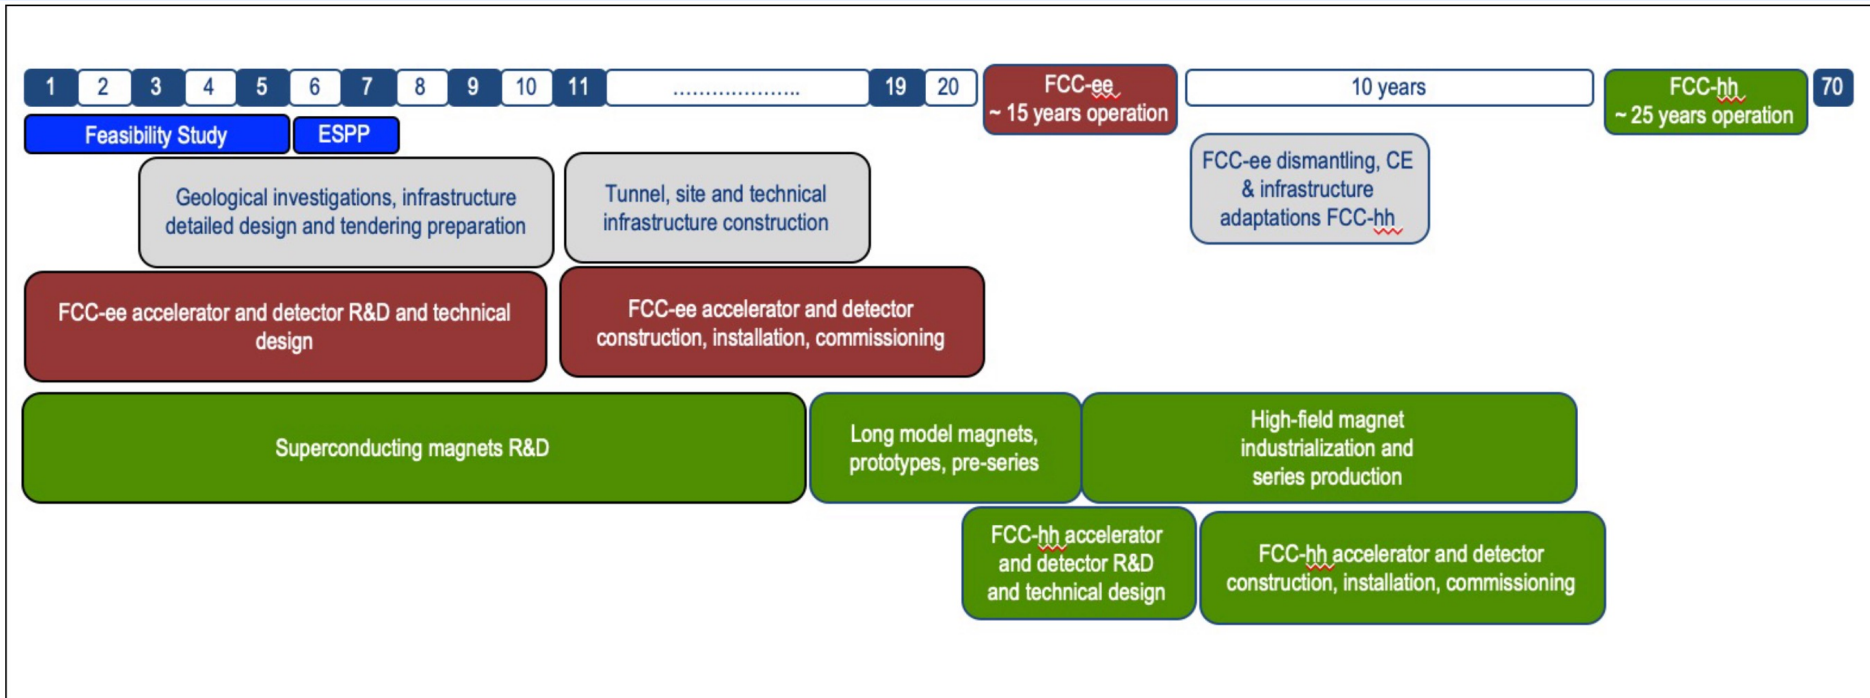 1 2 3 4 5 6 7 8 9 10 11 ..................... 19 20
FCC-ee
~ 15 years operation
10 years
FCC-hh
~ 25 years operation
70
Feasibility Study
ESPP
Geological investigations, infrastructure
detailed design and tendering preparation
Tunnel, site and technical
infrastructure construction
FCC-ee dismantling, CE
& infrastructure
adaptations FCC-hh
FCC-ee accelerator and detector R&D and technical
design
FCC-ee accelerator and detector
construction, installation, commissioning
Superconducting magnets R&D
Long model magnets,
prototypes, pre-series
High-field magnet
industrialization and
series production
FCC-hh accelerator
and detector R&D
and technical design
FCC-hh accelerator and detector
construction, installation, commissioning